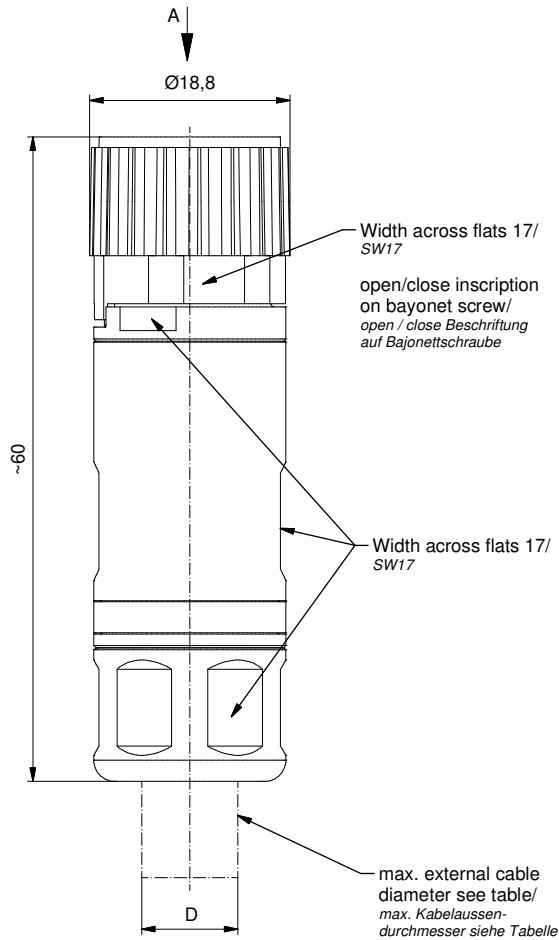 A
Ø18,8
Width across flats 17/
SW17
open/close inscription
on bayonet screw/
open / close Beschriftung
auf Bajonettschraube
~60
Width across flats 17/
SW17
max. external cable
diameter see table/
max. Kabelaussen-
durchmesser siehe Tabelle
D